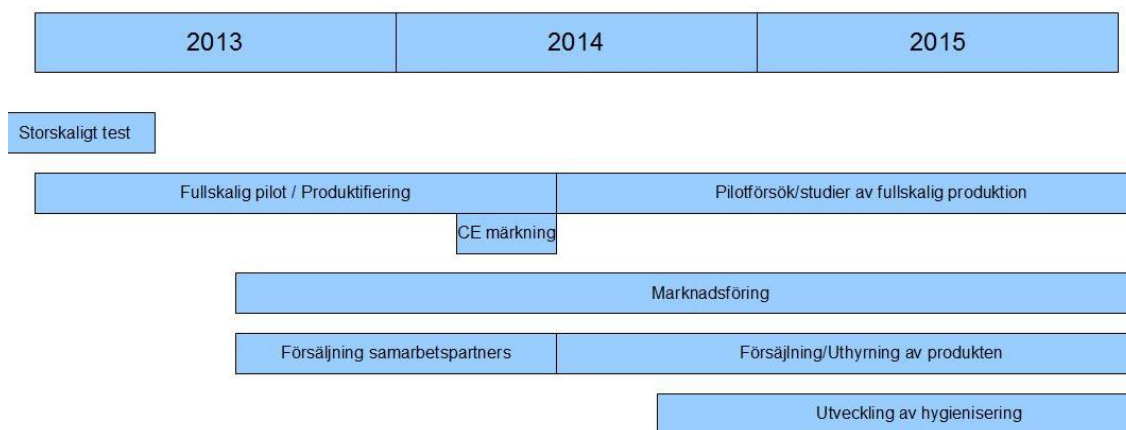 2013 2014 2015
Storskaligt test
Fullskalig pilot / Produktifiering Pilotförsök/studier av fullskalig produktion
CE märkning
Marknadsföring
Försäljning samarbetspartners Försäjlning/Uthyrning av produkten
Utveckling av hygienisering